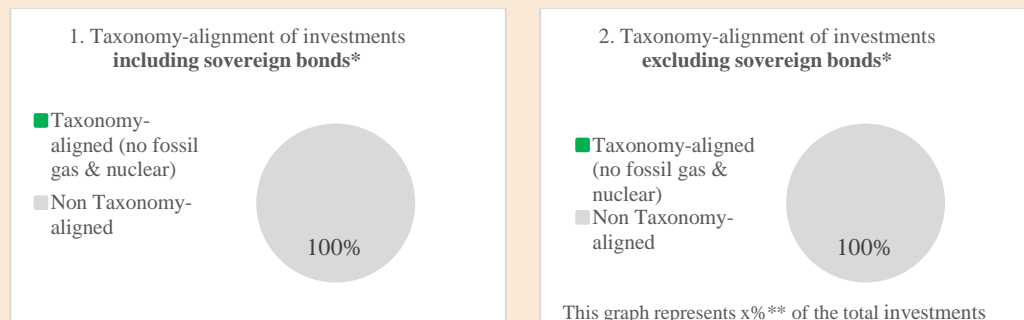 1. Taxonomy-alignment of investments
including sovereign bonds*
Taxonomy-
aligned (no fossil
gas & nuclear)
Non Taxonomy-
aligned
100%
2. Taxonomy-alignment of investments
excluding sovereign bonds*
Taxonomy-aligned
(no fossil gas &
nuclear)
Non Taxonomy-
aligned
100%
This graph represents x%** of the total investments